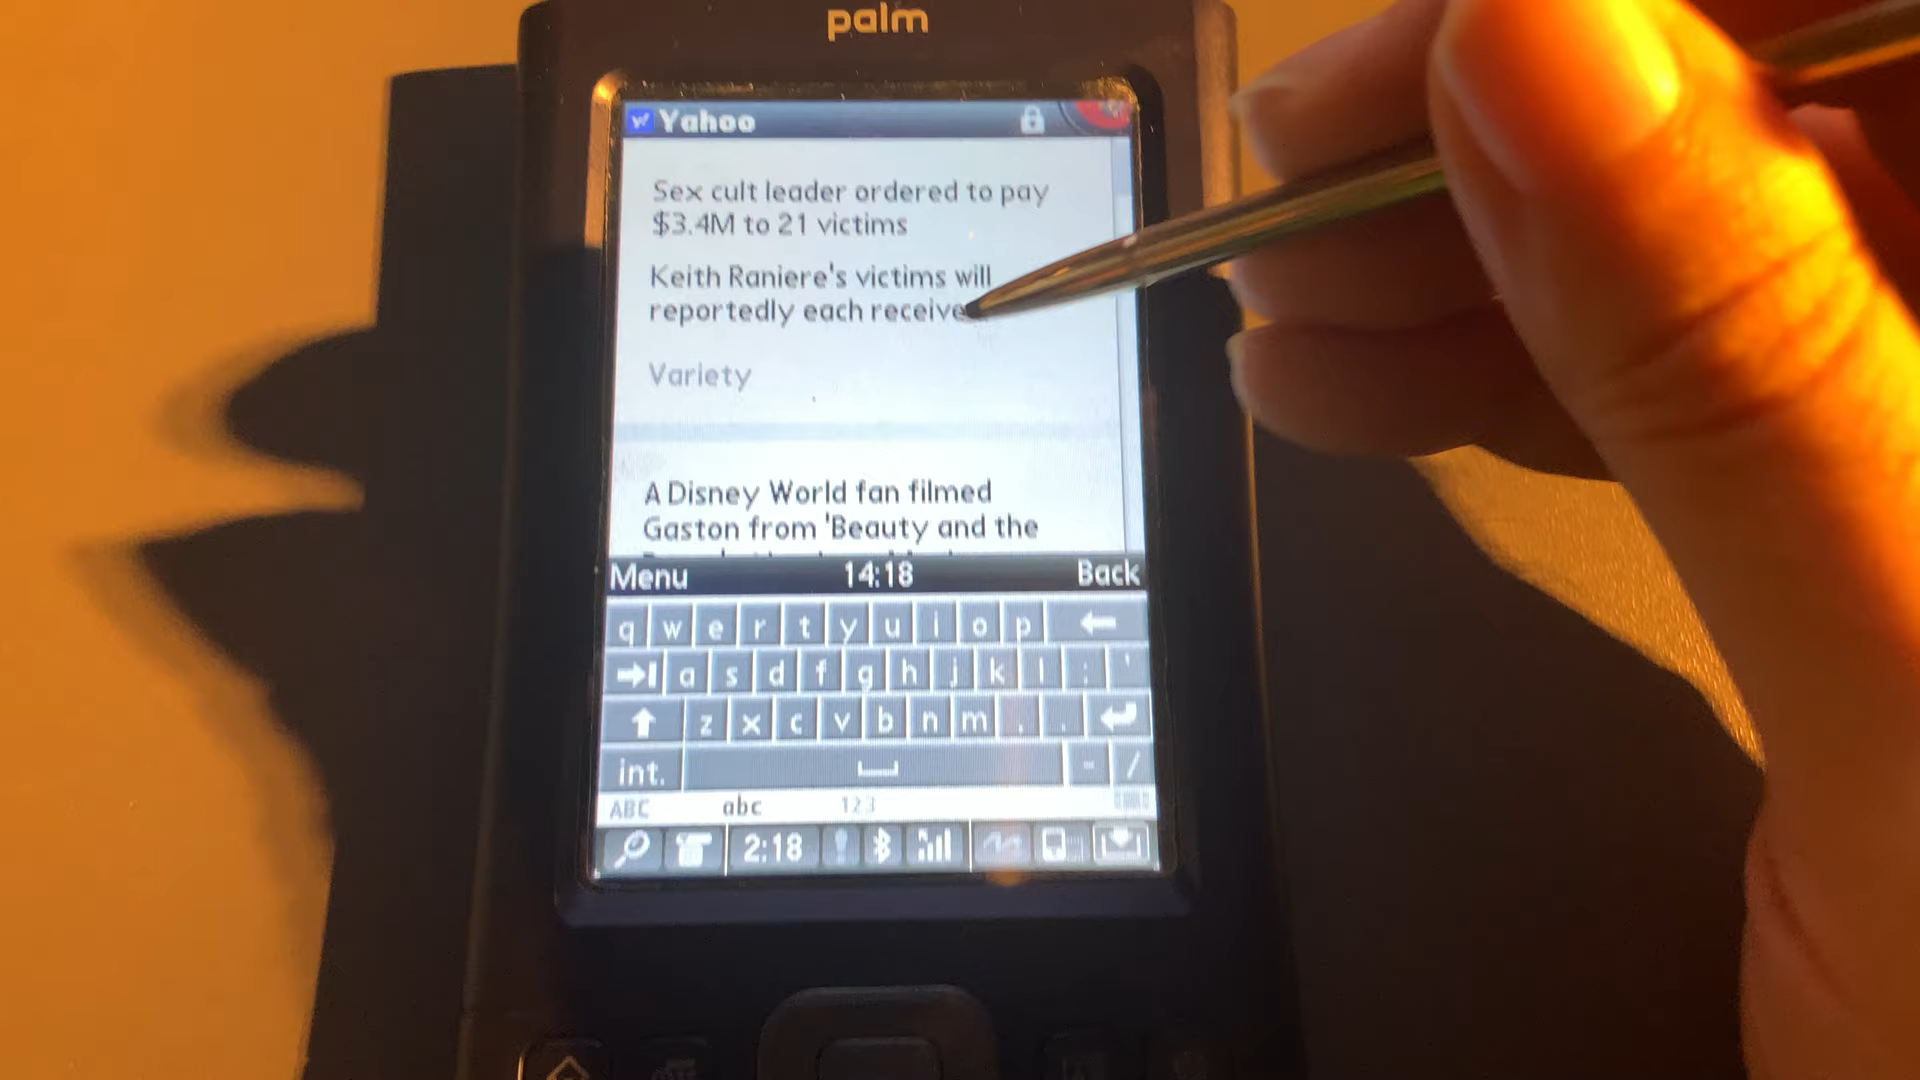 palm
Yahoo
Sex cult leader ordered to pay
$3.4M to 21 victims
Keith Raniere's victims will
reportedly each receive
Variety
A Disney World fan filmed
Gaston from 'Beauty and the
Menu 14:18 Back
q w e r t y u i o p
a s d f g h j k l ; '
z x c v b n m , .
int. - /
ABC abc 123
2:18